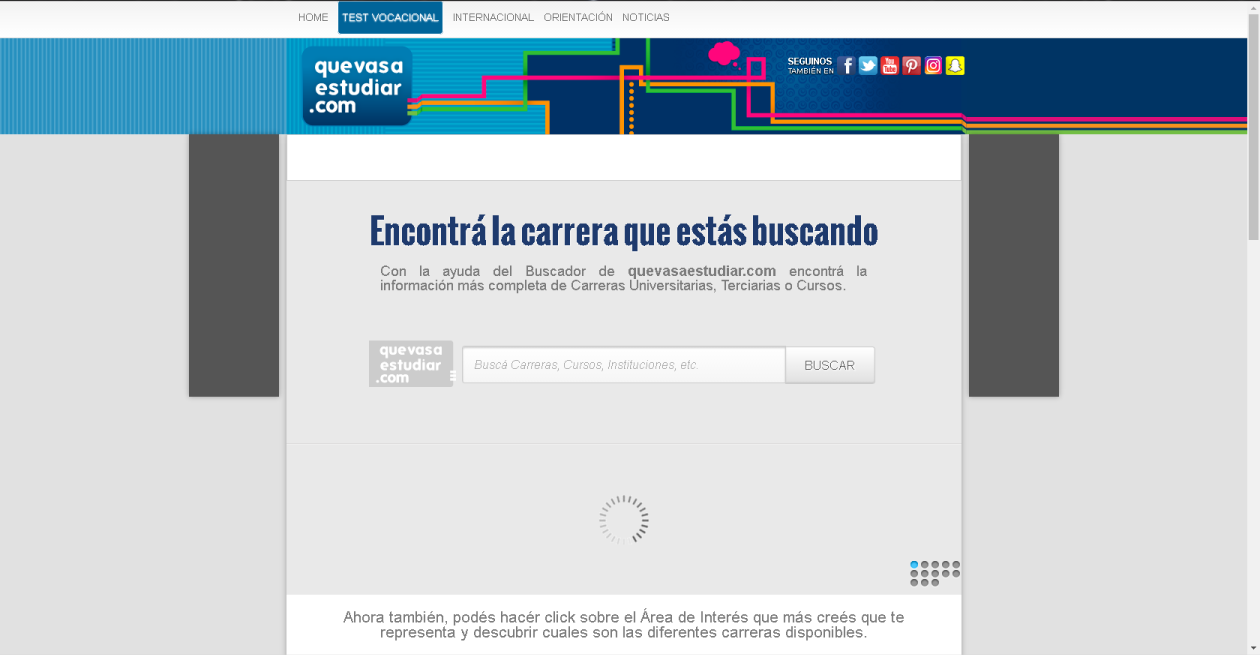 HOME TEST VOCACIONAL INTERNACIONAL ORIENTACIÓN NOTICIAS
quevasa
estudiar
.com
SEGUINOS
TAMBIÉN EN
You
Tube
Encontrá la carrera que estás buscando
Con la ayuda del Buscador de quevasaestudiar.com encontrá la
información más completa de Carreras Universitarias, Terciarias o Cursos.
quevasa
estudiar
.com
Buscá Carreras, Cursos, Instituciones, etc.
BUSCAR
Ahora también, podés hacér click sobre el Área de Interés que más creés que te
representa y descubrir cuales son las diferentes carreras disponibles.